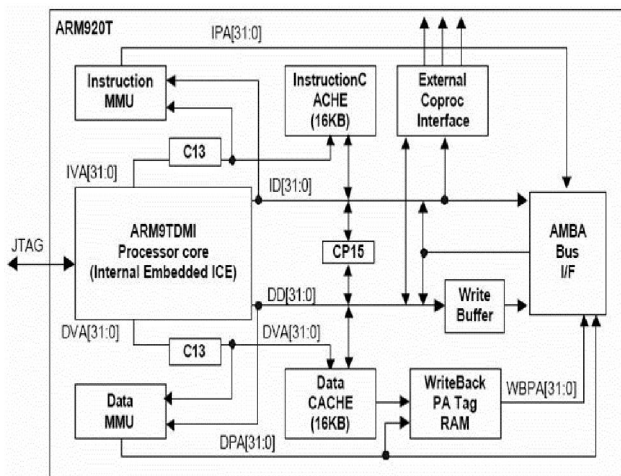 ARM920T
IPA[31:0]
Instruction
MMU
InstructionC
ACHE
(16KB)
External
Coproc
Interface
C13
IVA[31:0]
ID[31:0]
ARM9TDMI
Processor core
(Internal Embedded ICE)
JTAG
CP15
AMBA
Bus
I/F
DD[31:0]
Write
Buffer
DVA[31:0]
C13
DVA[31:0]
Data
MMU
Data
CACHE
(16KB)
WriteBack
PA Tag
RAM
WBPA[31:0]
DPA[31:0]